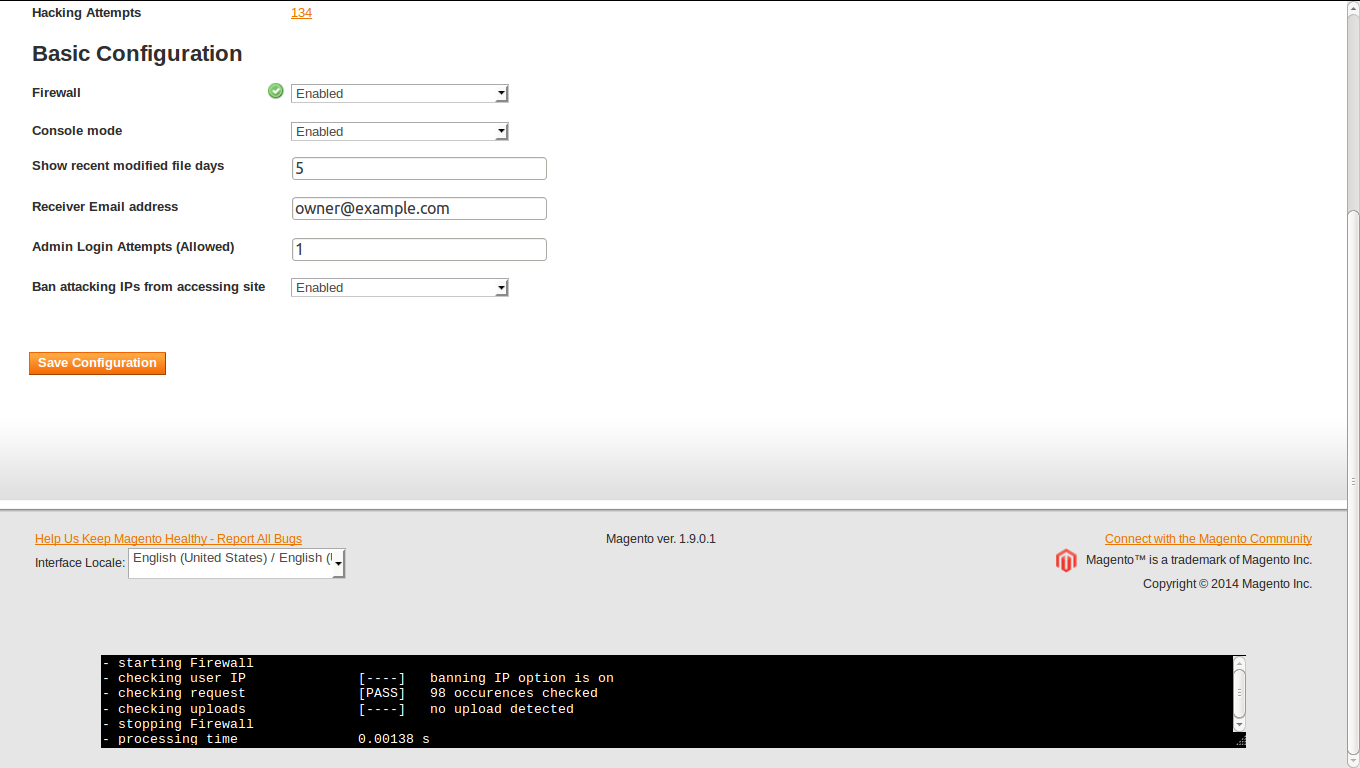 Hacking Attempts 134
Basic Configuration
Firewall Enabled
Console mode Enabled
Show recent modified file days 5
Receiver Email address owner@example.com
Admin Login Attempts (Allowed) 1
Ban attacking IPs from accessing site Enabled
Save Configuration
Help Us Keep Magento Healthy - Report All Bugs
Interface Locale: English (United States) / English (
Magento ver. 1.9.0.1
Connect with the Magento Community
Magento™ is a trademark of Magento Inc.
Copyright © 2014 Magento Inc.
- starting Firewall
- checking user IP [----] banning IP option is on
- checking request [PASS] 98 occurences checked
- checking uploads [----] no upload detected
- stopping Firewall
- processing time 0.00138 s